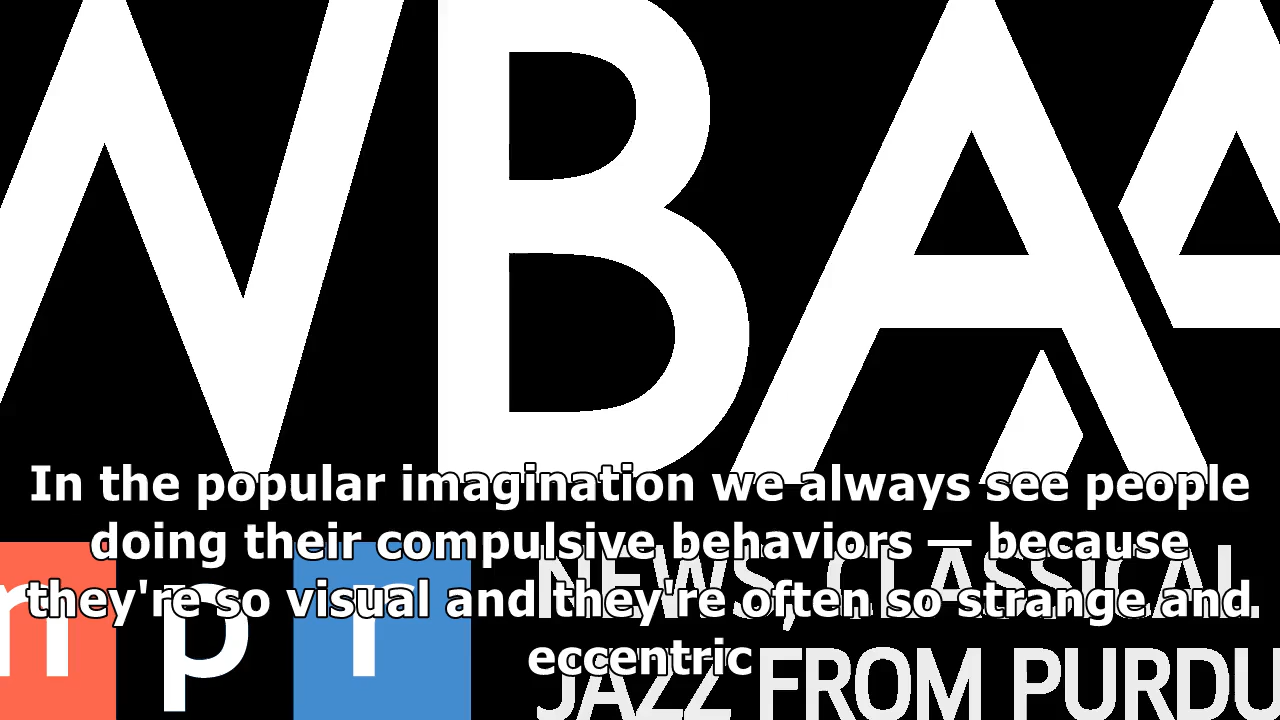 WBAA
In the popular imagination we always see people
doing their compulsive behaviors — because
they're so visual and they're often so strange and
eccentric
npr
NEWS, CLASSICAL,
JAZZ FROM PURDU